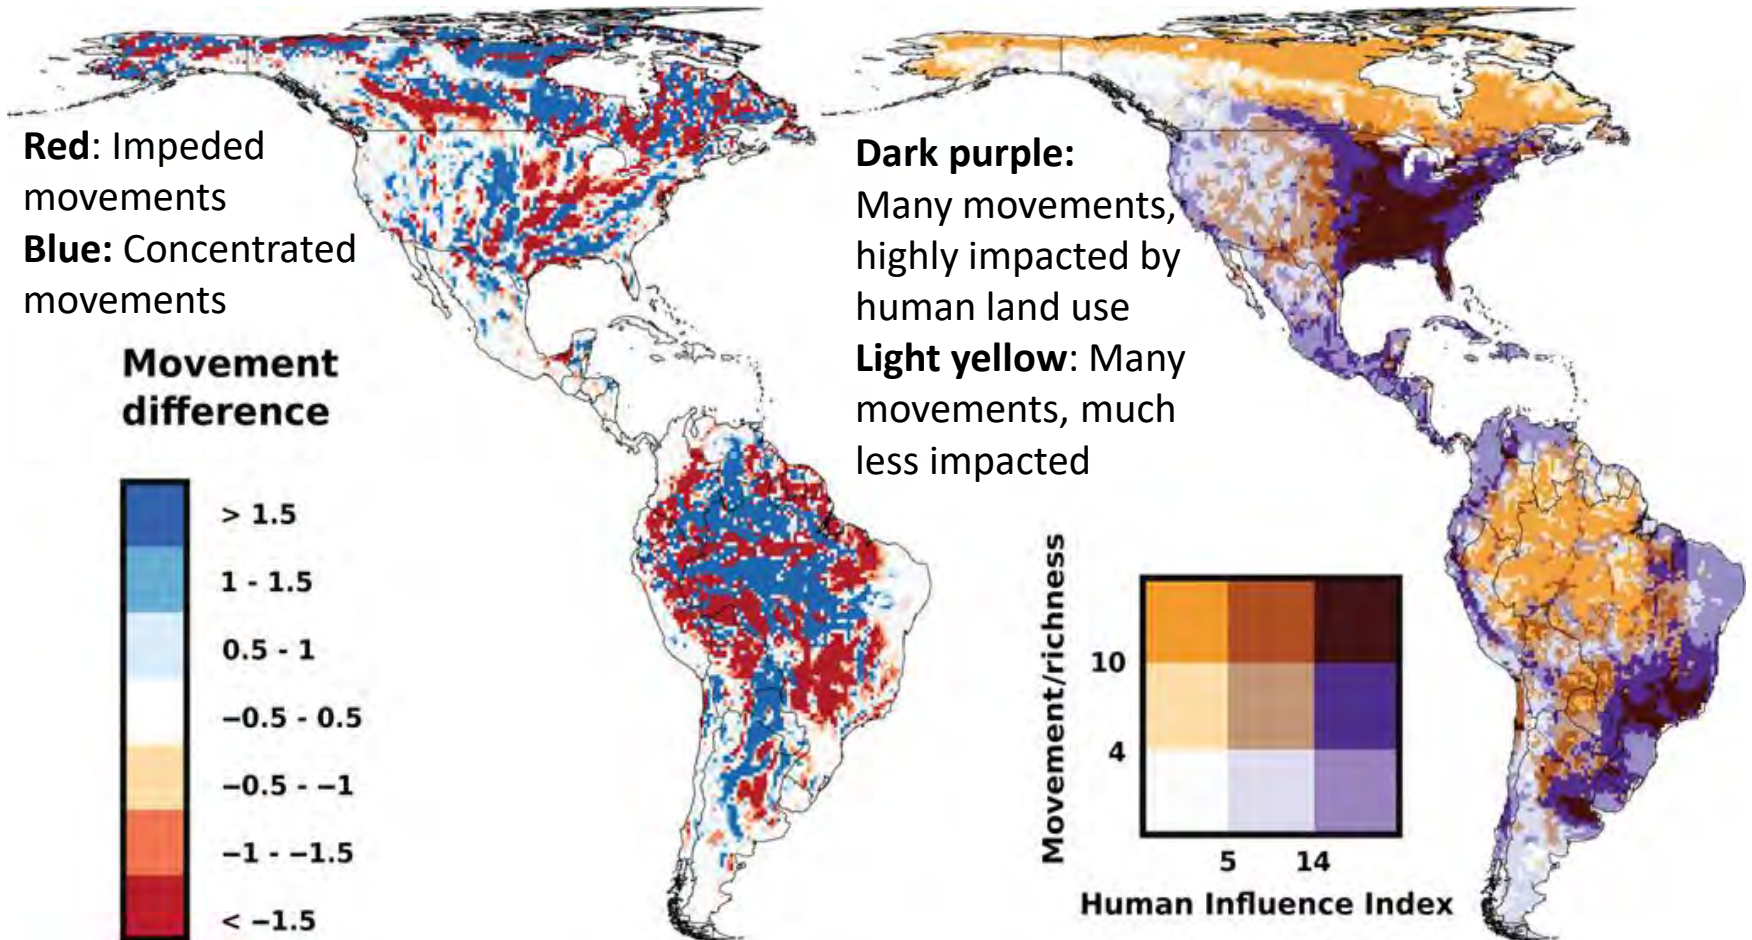 Red: Impeded
movements
Blue: Concentrated
movements
Movement
difference
> 1.5
1 - 1.5
0.5 - 1
−0.5 - 0.5
−0.5 - −1
−1 - −1.5
< −1.5
Dark purple:
Many movements,
highly impacted by
human land use
Light yellow: Many
movements, much
less impacted
Movement/richness
10
4
5 14
Human Influence Index